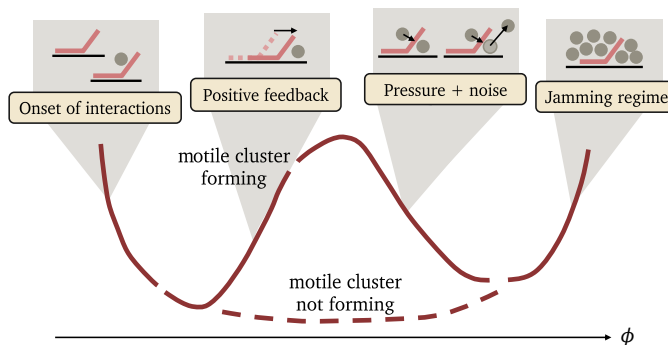 Onset of interactions
Positive feedback
Pressure + noise
Jamming regime
motile cluster
forming
motile cluster
not forming
ϕ